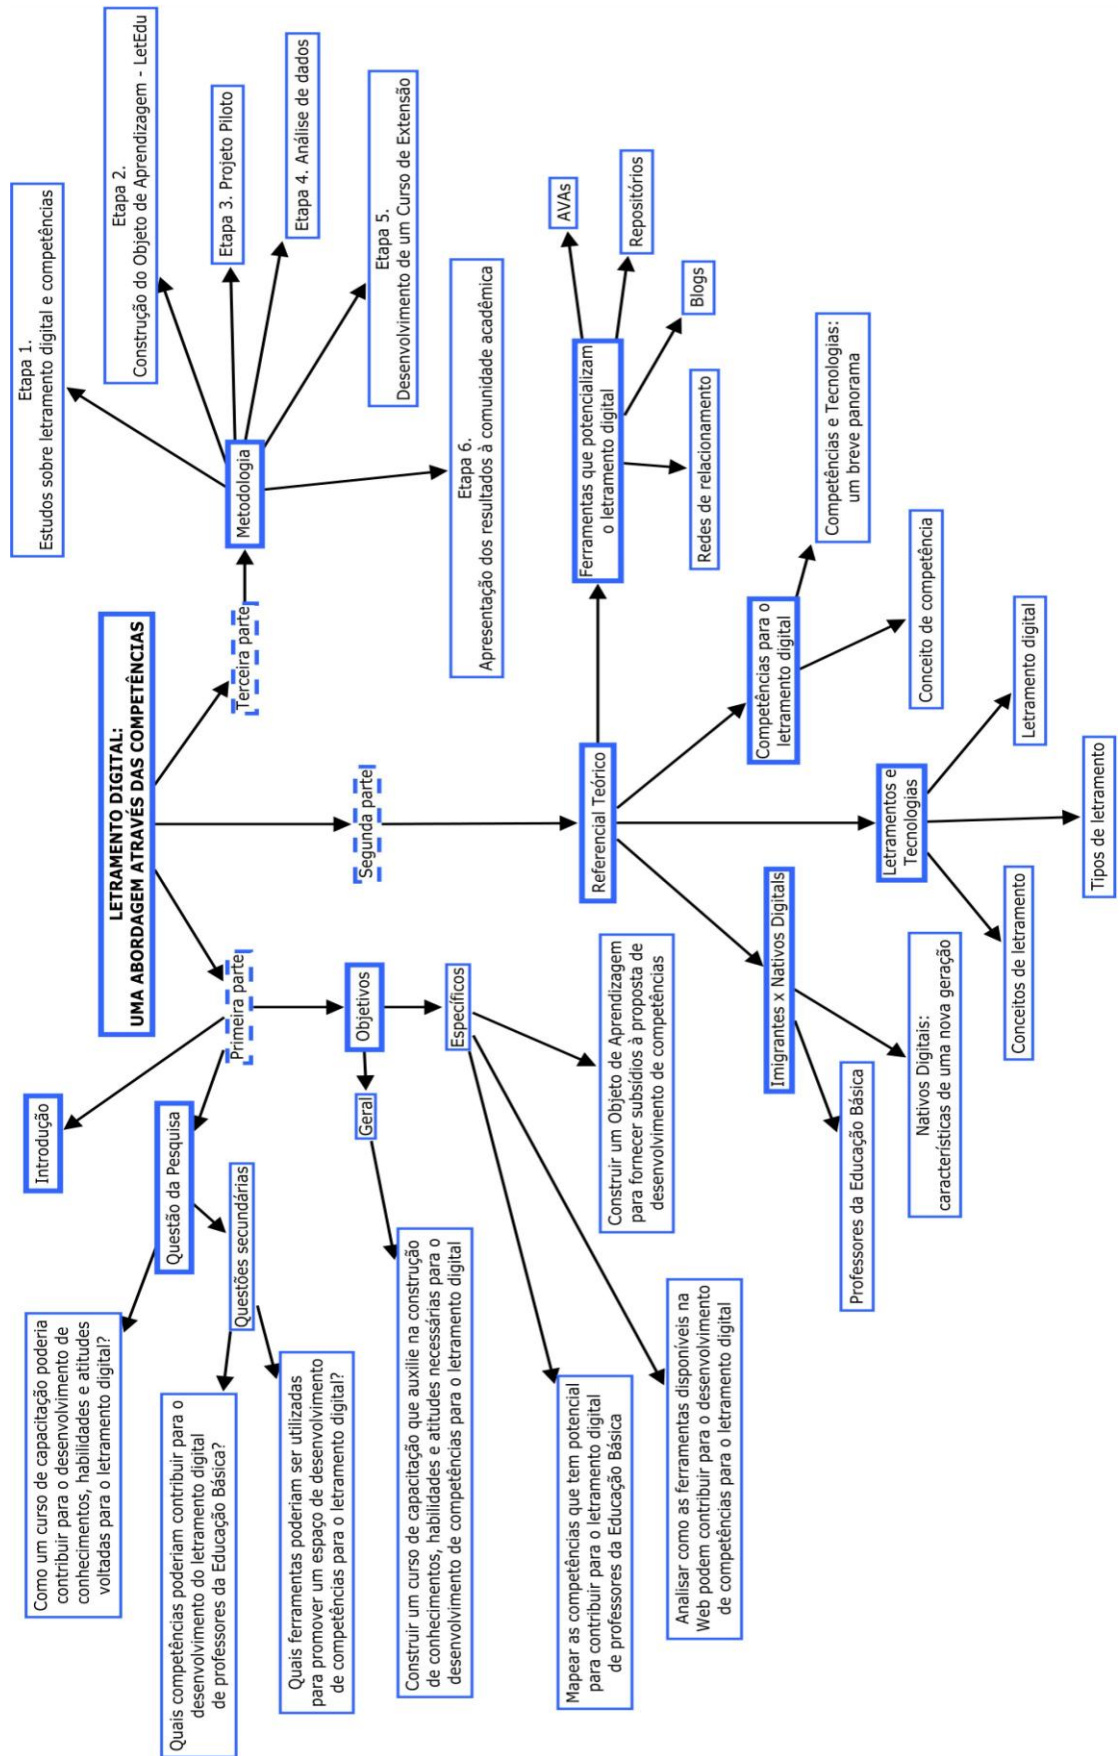 LETRAMENTO DIGITAL:
UMA ABORDAGEM ATRAVÉS DAS COMPETÊNCIAS
Primeira parte
Segunda parte
Terceira parte
Introdução
Questão da Pesquisa
Como um curso de capacitação poderia
contribuir para o desenvolvimento de
conhecimentos, habilidades e atitudes
voltadas para o letramento digital?
Questões secundárias
Quais competências poderiam contribuir para o
desenvolvimento do letramento digital
de professores da Educação Básica?
Quais ferramentas poderiam ser utilizadas
para promover um espaço de desenvolvimento
de competências para o letramento digital?
Objetivos
Geral
Construir um curso de capacitação que auxilie na construção
de conhecimentos, habilidades e atitudes necessárias para o
desenvolvimento de competências para o letramento digital
Específicos
Mapear as competências que tem potencial
para contribuir para o letramento digital
de professores da Educação Básica
Analisar como as ferramentas disponíveis na
Web podem contribuir para o desenvolvimento
de competências para o letramento digital
Construir um Objeto de Aprendizagem
para fornecer subsídios à proposta de
desenvolvimento de competências
Referencial Teórico
Imigrantes x Nativos Digitals
Professores da Educação Básica
Nativos Digitais:
características de uma nova geração
Letramentos e
Tecnologias
Conceitos de letramento
Tipos de letramento
Letramento digital
Competências para o
letramento digital
Conceito de competência
Competências e Tecnologias:
um breve panorama
Ferramentas que potencializam
o letramento digital
Redes de relacionamento
Blogs
Repositórios
AVAs
Metodologia
Etapa 1.
Estudos sobre letramento digital e competências
Etapa 2.
Construção do Objeto de Aprendizagem - LetEdu
Etapa 3. Projeto Piloto
Etapa 4. Análise de dados
Etapa 5.
Desenvolvimento de um Curso de Extensão
Etapa 6.
Apresentação dos resultados à comunidade acadêmica